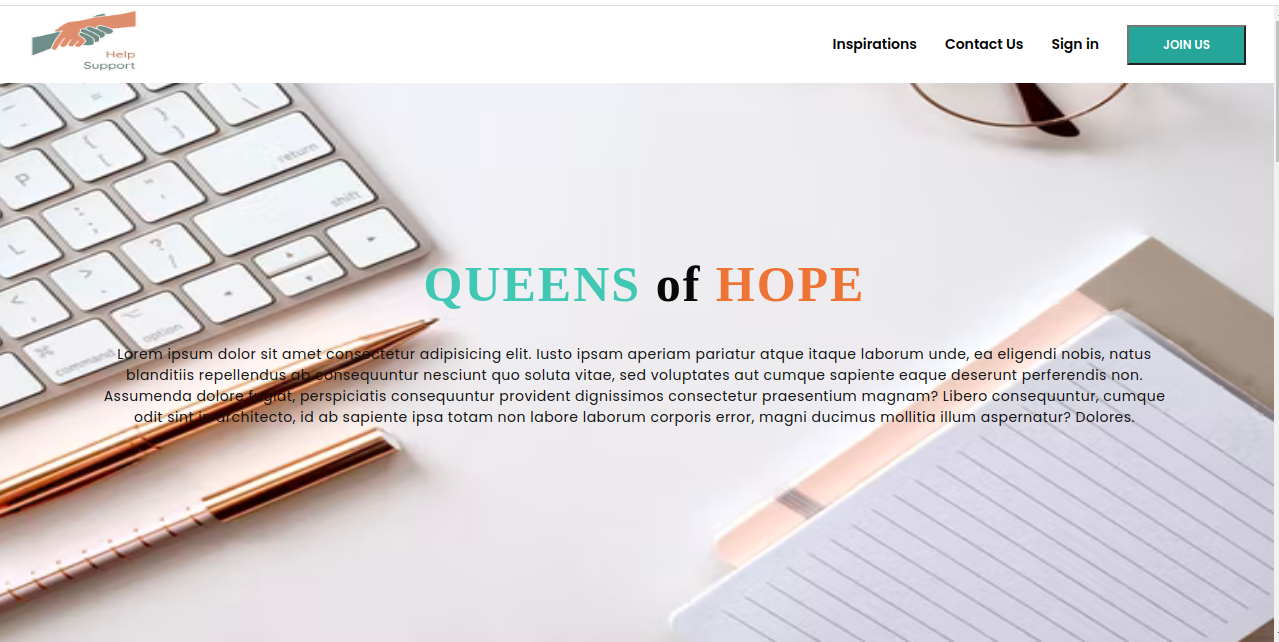 Help
Support
Inspirations Contact Us Sign in JOIN US
return
P
shift
L
option
command
QUEENS of HOPE
Lorem ipsum dolor sit amet consectetur adipisicing elit. Iusto ipsam aperiam pariatur atque itaque laborum unde, ea eligendi nobis, natus
blanditiis repellendus ab consequuntur nesciunt quo soluta vitae, sed voluptates aut cumque sapiente eaque deserunt perferendis non.
Assumenda dolore fugiat, perspiciatis consequuntur provident dignissimos consectetur praesentium magnam? Libero consequuntur, cumque
odit sint in architecto, id ab sapiente ipsa totam non labore laborum corporis error, magni ducimus mollitia illum aspernatur? Dolores.